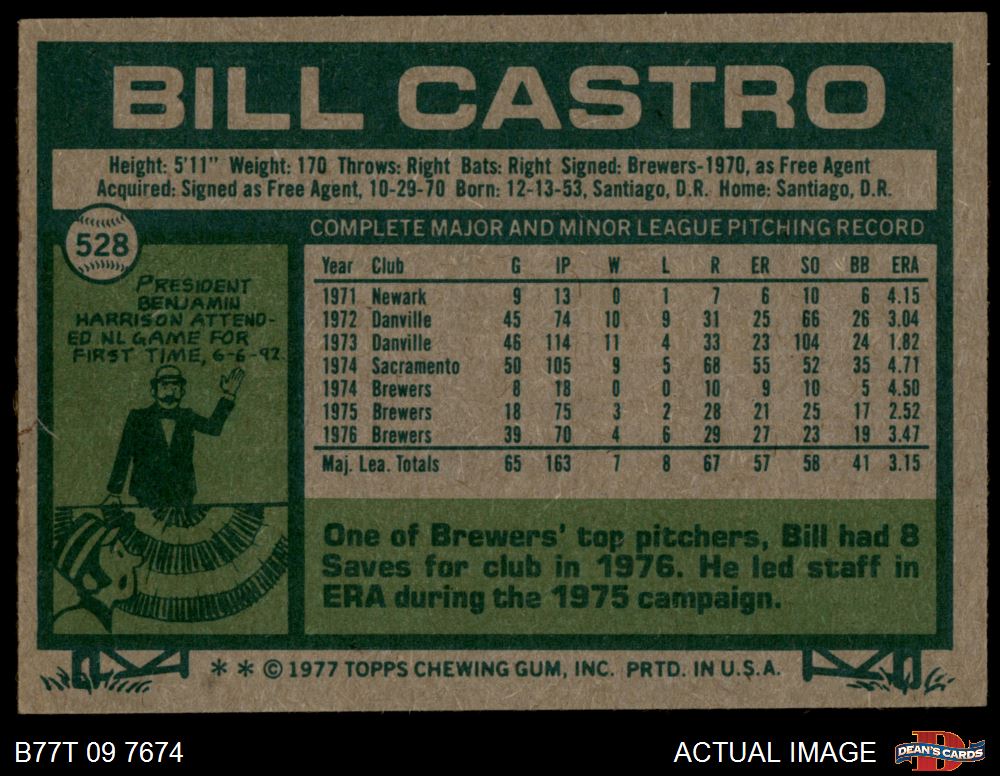 BILL CASTRO
Height: 5'11" Weight: 170 Throws: Right Bats: Right Signed: Brewers-1970, as Free Agent
Acquired: Signed as Free Agent, 10-29-70 Born: 12-13-53, Santiago, D.R. Home: Santiago, D.R.
528
PRESIDENT
BENJAMIN
HARRISON ATTEND-
ED NL GAME FOR
FIRST TIME, 6-6-92.
COMPLETE MAJOR AND MINOR LEAGUE PITCHING RECORD
Year Club G IP W L R ER SO BB ERA
1971 Newark 9 13 0 1 7 6 10 6 4.15
1972 Danville 45 74 10 9 31 25 66 26 3.04
1973 Danville 46 114 11 4 33 23 104 24 1.82
1974 Sacramento 50 105 9 5 68 55 52 35 4.71
1974 Brewers 8 18 0 0 10 9 10 5 4.50
1975 Brewers 18 75 3 2 28 21 25 17 2.52
1976 Brewers 39 70 4 6 29 27 23 19 3.47
Maj. Lea. Totals 65 163 7 8 67 57 58 41 3.15
One of Brewers' top pitchers, Bill had 8
Saves for club in 1976. He led staff in
ERA during the 1975 campaign.
* * © 1977 TOPPS CHEWING GUM, INC. PRTD. IN U.S.A.
B77T 09 7674
ACTUAL IMAGE
DEAN'S CARDS